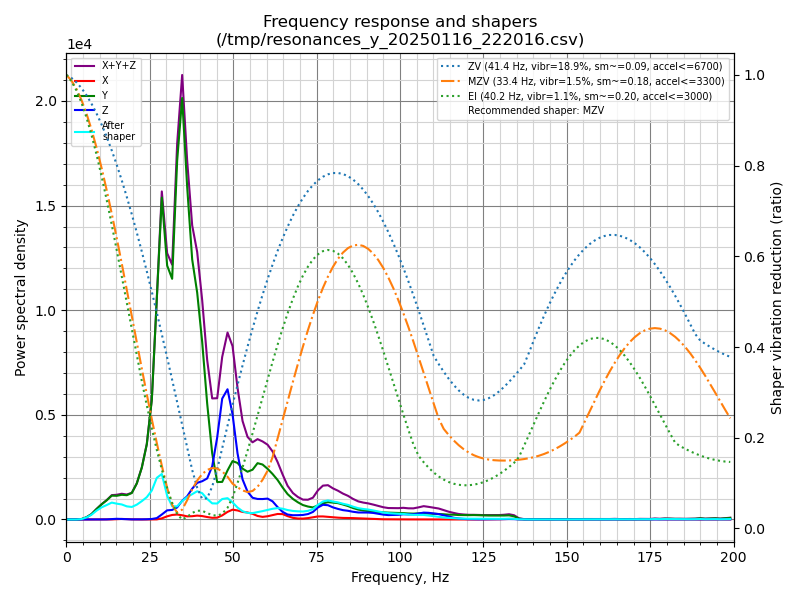 Frequency response and shapers
(/tmp/resonances_y_20250116_222016.csv)
1e4
X+Y+Z
X
Y
Z
After
shaper
ZV (41.4 Hz, vibr=18.9%, sm~=0.09, accel<=6700)
MZV (33.4 Hz, vibr=1.5%, sm~=0.18, accel<=3300)
EI (40.2 Hz, vibr=1.1%, sm~=0.20, accel<=3000)
Recommended shaper: MZV
Power spectral density
2.0
1.5
1.0
0.5
0.0
0
25
50
75
100
125
150
175
200
Frequency, Hz
1.0
0.8
0.6
0.4
0.2
0.0
Shaper vibration reduction (ratio)